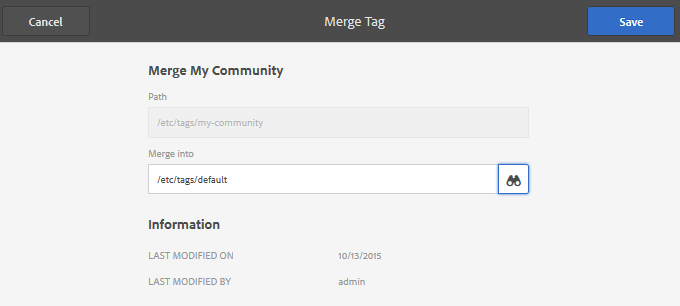 Cancel Merge Tag Save
Merge My Community
Path
/etc/tags/my-community
Merge into
/etc/tags/default
Information
LAST MODIFIED ON 10/13/2015
LAST MODIFIED BY admin